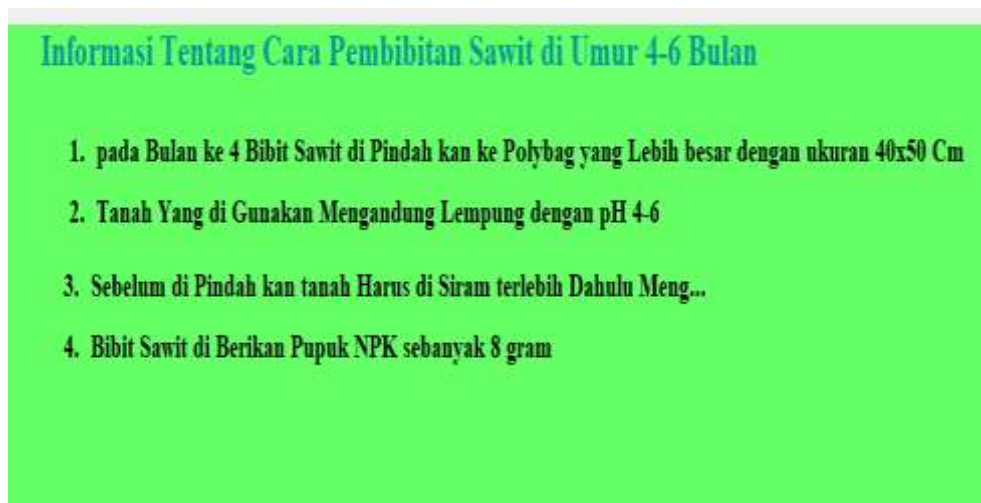 Informasi Tentang Cara Pembibitan Sawit di Umur 4-6 Bulan
1. pada Bulan ke 4 Bibit Sawit di Pindah kan ke Polybag yang Lebih besar dengan ukuran 40x50 Cm
2. Tanah Yang di Gunakan Mengandung Lempung dengan pH 4-6
3. Sebelum di Pindah kan tanah Harus di Siram terlebih Dahulu Meng...
4. Bibit Sawit di Berikan Pupuk NPK sebanyak 8 gram